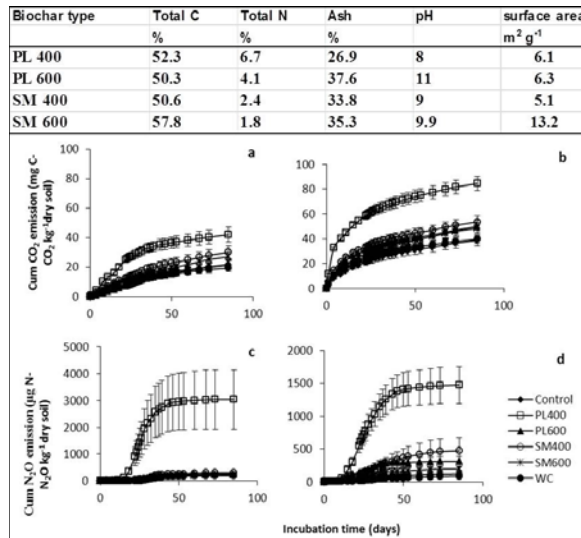 Biochar type Total C Total N Ash pH surface area
% % % m² g⁻¹
PL 400 52.3 6.7 26.9 8 6.1
PL 600 50.3 4.1 37.6 11 6.3
SM 400 50.6 2.4 33.8 9 5.1
SM 600 57.8 1.8 35.3 9.9 13.2
Cum CO₂ emission (mg C-
CO₂ kg⁻¹dry soil)
100
80
60
40
20
0
a
0 50 100
100
80
60
40
20
0
b
0 50 100
Cum N₂O emission (µg N-
N₂O kg⁻¹ dry soil)
5000
4000
3000
2000
1000
0
c
0 50 100
1500
1000
500
0
d
0 50 100
Control
PL400
PL600
SM400
SM600
WC
Incubation time (days)